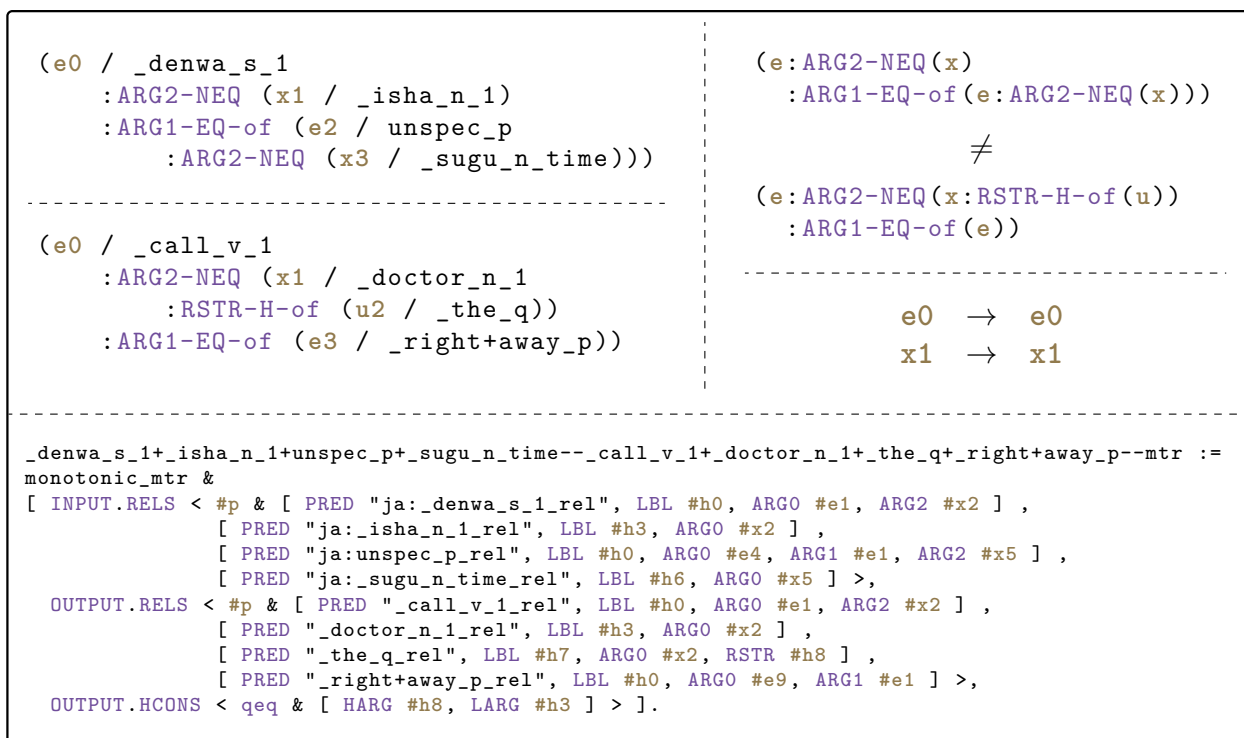 (e0 / _denwa_s_1
:ARG2-NEQ (x1 / _isha_n_1)
:ARG1-EQ-of (e2 / unspec_p
:ARG2-NEQ (x3 / _sugu_n_time)))
(e0 / _call_v_1
:ARG2-NEQ (x1 / _doctor_n_1
:RSTR-H-of (u2 / _the_q))
:ARG1-EQ-of (e3 / _right+away_p))
(e:ARG2-NEQ(x)
:ARG1-EQ-of(e:ARG2-NEQ(x)))
≠
(e:ARG2-NEQ(x:RSTR-H-of(u))
:ARG1-EQ-of(e))
e0 → e0
x1 → x1
_denwa_s_1+_isha_n_1+unspec_p+_sugu_n_time--_call_v_1+_doctor_n_1+_the_q+_right+away_p--mtr :=
monotonic_mtr &
[ INPUT.RELS < #p & [ PRED "ja:_denwa_s_1_rel", LBL #h0, ARG0 #e1, ARG2 #x2 ] ,
[ PRED "ja:_isha_n_1_rel", LBL #h3, ARG0 #x2 ] ,
[ PRED "ja:unspec_p_rel", LBL #h0, ARG0 #e4, ARG1 #e1, ARG2 #x5 ] ,
[ PRED "ja:_sugu_n_time_rel", LBL #h6, ARG0 #x5 ] >,
OUTPUT.RELS < #p & [ PRED "_call_v_1_rel", LBL #h0, ARG0 #e1, ARG2 #x2 ] ,
[ PRED "_doctor_n_1_rel", LBL #h3, ARG0 #x2 ] ,
[ PRED "_the_q_rel", LBL #h7, ARG0 #x2, RSTR #h8 ] ,
[ PRED "_right+away_p_rel", LBL #h0, ARG0 #e9, ARG1 #e1 ] >,
OUTPUT.HCONS < qeq & [ HARG #h8, LARG #h3 ] > ].